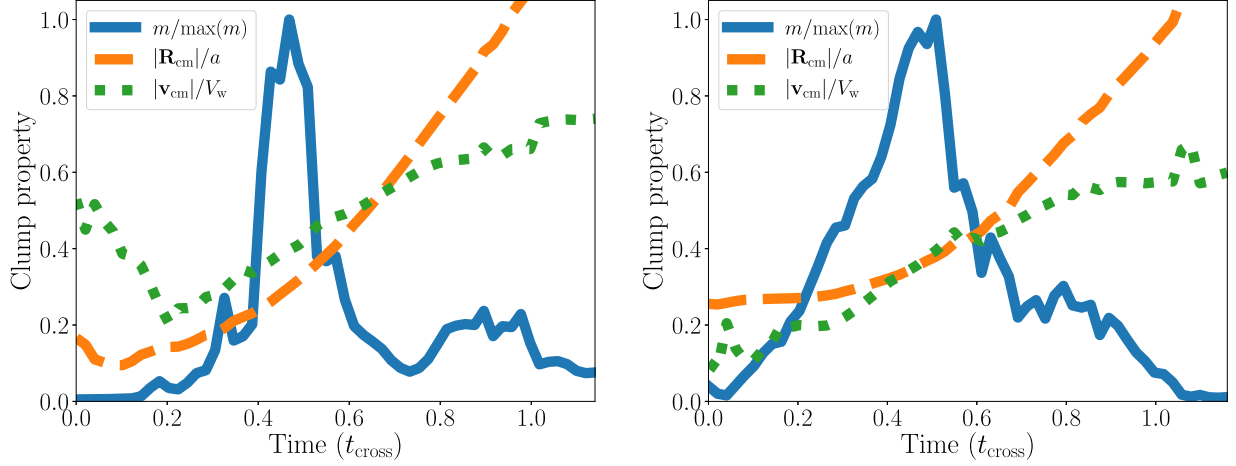 Clump property
1.0
0.8
0.6
0.4
0.2
0.0
m/max(m)
|R_cm|/a
|v_cm|/V_w
0.0 0.2 0.4 0.6 0.8 1.0
Time (t_cross)
Clump property
1.0
0.8
0.6
0.4
0.2
0.0
m/max(m)
|R_cm|/a
|v_cm|/V_w
0.0 0.2 0.4 0.6 0.8 1.0
Time (t_cross)